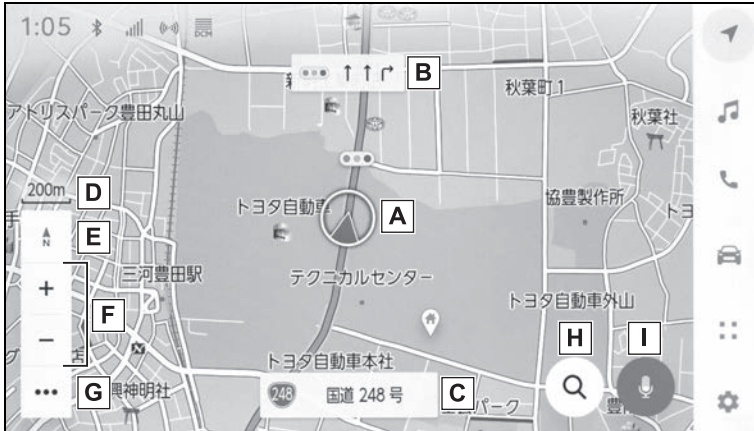 1:05
DCM
B
秋葉町1
アトリスパーク豊田丸山
秋葉社
200m
D
トヨタ自動車
A
協豊製作所
トヨ
E
N
三河豊田駅
テクニカルセンター
+
F
トヨタ自動車外山
−
H
I
G
興神明社
トヨタ自動車本社
248
国道 248 号
C
パーク
豊